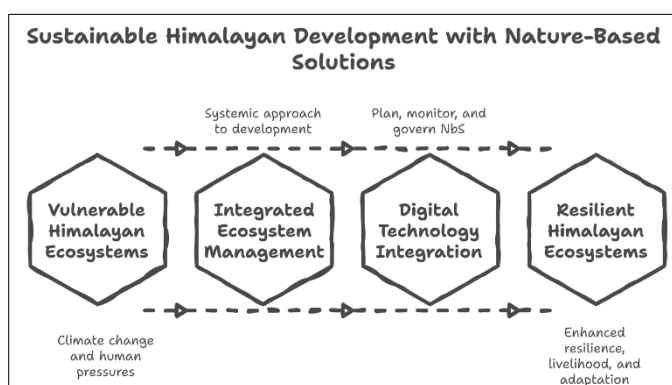 Sustainable Himalayan Development with Nature-Based
Solutions
Systemic approach
to development
Plan, monitor, and
govern NbS
Vulnerable
Himalayan
Ecosystems
Integrated
Ecosystem
Management
Digital
Technology
Integration
Resilient
Himalayan
Ecosystems
Climate change
and human
pressures
Enhanced
resilience,
livelihood, and
adaptation